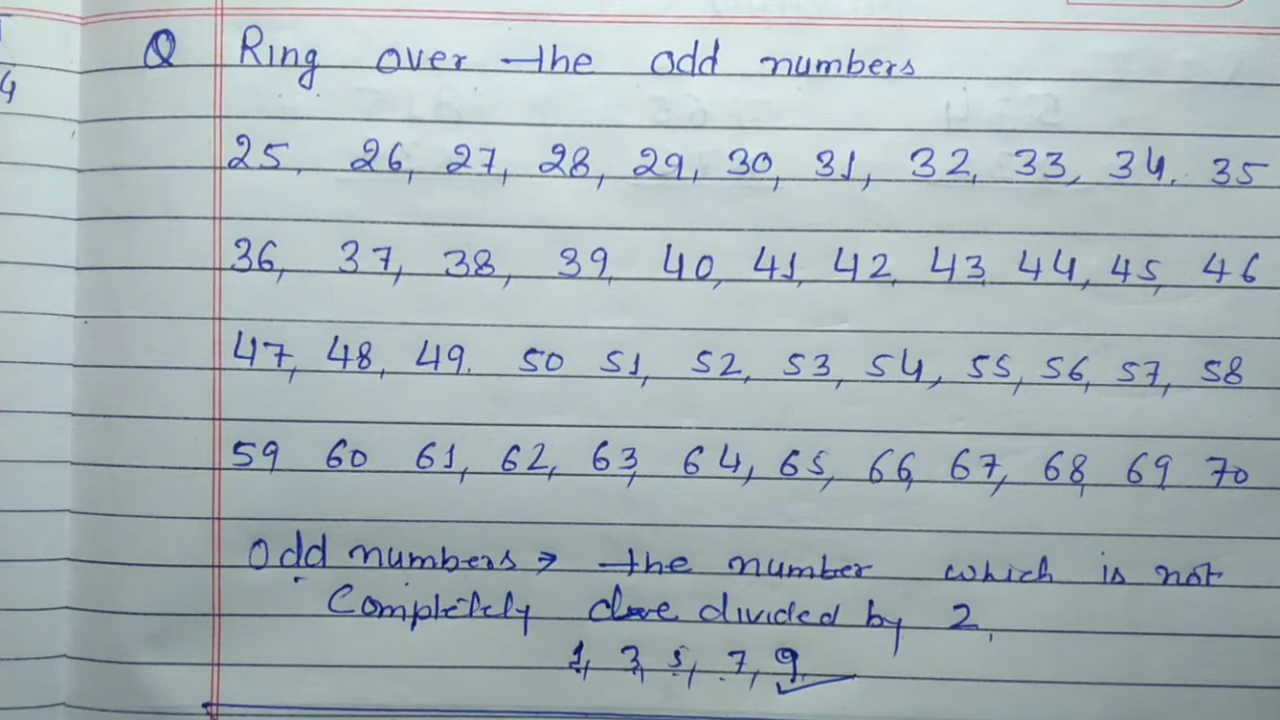 Q Ring over the odd numbers
25, 26, 27, 28, 29, 30, 31, 32, 33, 34, 35
36, 37, 38, 39, 40, 41, 42, 43, 44, 45, 46
47, 48, 49. 50 51, 52, 53, 54, 55, 56, 57, 58
59 60 61, 62, 63, 64, 65, 66, 67, 68, 69 70
Odd numbers → the number which is not
Completely divided by 2,
1, 3, 5, 7, 9